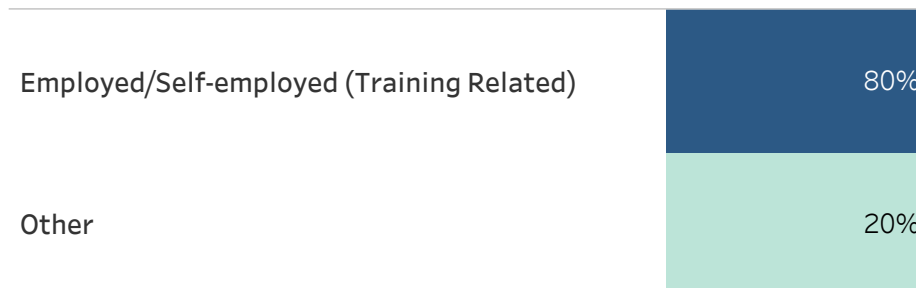 Employed/Self-employed (Training Related) 80%
Other 20%